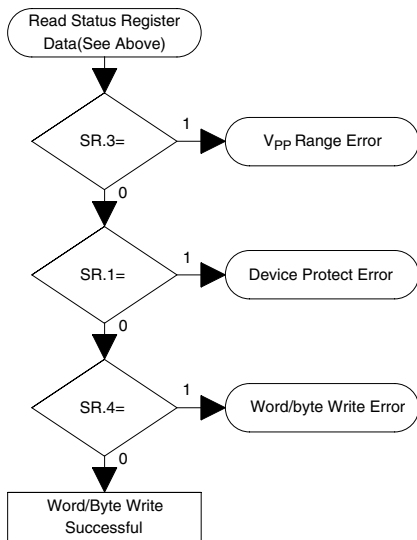 Read Status Register
Data(See Above)
SR.3=
1
VPP Range Error
0
SR.1=
1
Device Protect Error
0
SR.4=
1
Word/byte Write Error
0
Word/Byte Write
Successful